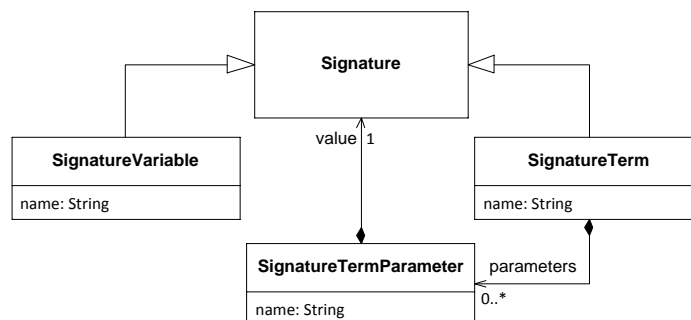 Signature
value 1
SignatureVariable
name: String
SignatureTerm
name: String
SignatureTermParameter
name: String
parameters
0..*